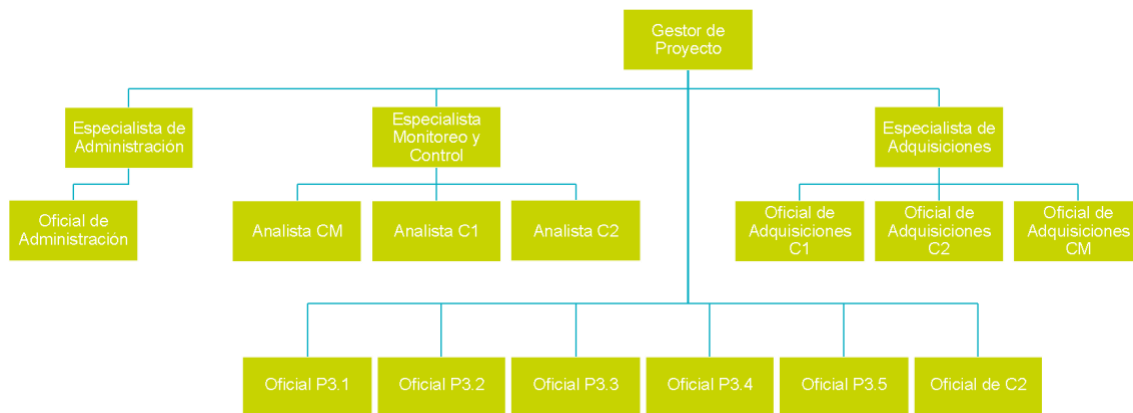 Gestor de
Proyecto
Especialista de
Administración
Especialista
Monitoreo y
Control
Especialista de
Adquisiciones
Oficial de
Administración
Analista CM
Analista C1
Analista C2
Oficial de
Adquisiciones
C1
Oficial de
Adquisiciones
C2
Oficial de
Adquisiciones
CM
Oficial P3.1
Oficial P3.2
Oficial P3.3
Oficial P3.4
Oficial P3.5
Oficial de C2